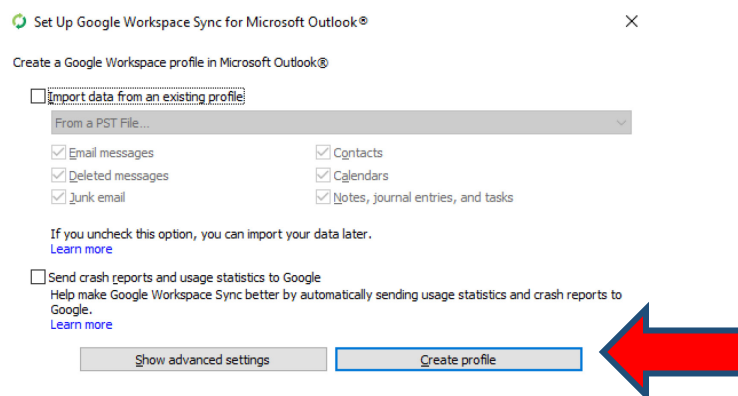 Set Up Google Workspace Sync for Microsoft Outlook®
Create a Google Workspace profile in Microsoft Outlook®
Import data from an existing profile
From a PST File...
Email messages
Contacts
Deleted messages
Calendars
Junk email
Notes, journal entries, and tasks
If you uncheck this option, you can import your data later.
Learn more
Send crash reports and usage statistics to Google
Help make Google Workspace Sync better by automatically sending usage statistics and crash reports to
Google.
Learn more
Show advanced settings
Create profile